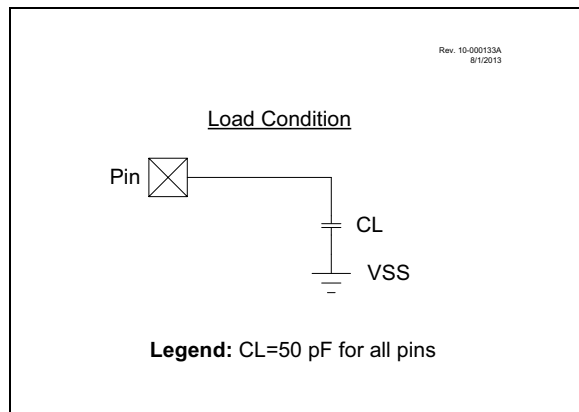 Rev. 10-000133A
8/1/2013
Load Condition
Pin
CL
VSS
Legend: CL=50 pF for all pins